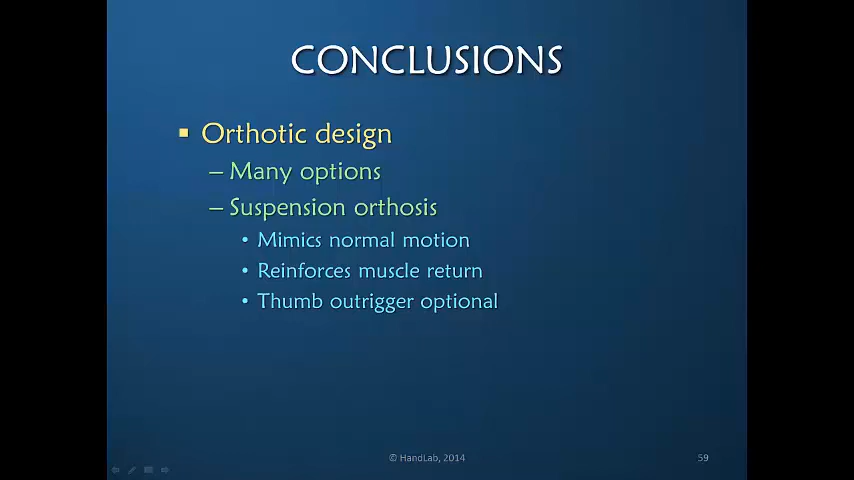 CONCLUSIONS
▪ Orthotic design
– Many options
– Suspension orthosis
• Mimics normal motion
• Reinforces muscle return
• Thumb outrigger optional
© HandLab, 2014
59